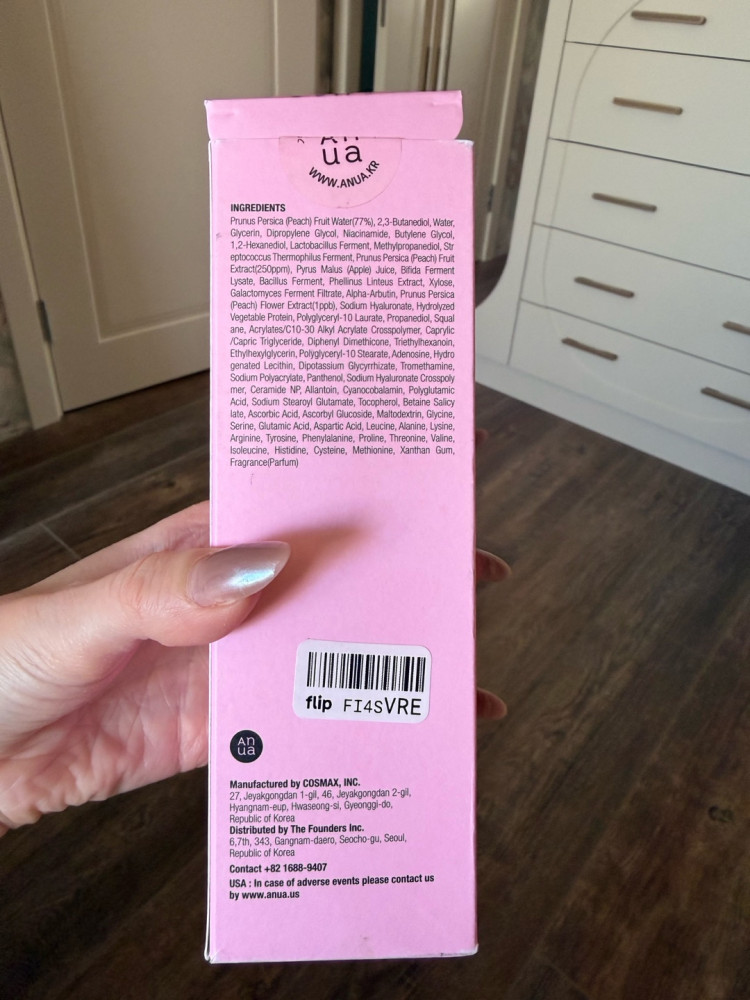 An
ua
WWW.ANUA.KR
INGREDIENTS
Prunus Persica (Peach) Fruit Water(77%), 2,3-Butanediol, Water,
Glycerin, Dipropylene Glycol, Niacinamide, Butylene Glycol,
1,2-Hexanediol, Lactobacillus Ferment, Methylpropanediol, Str
eptococcus Thermophilus Ferment, Prunus Persica (Peach) Fruit
Extract(250ppm), Pyrus Malus (Apple) Juice, Bifida Ferment
Lysate, Bacillus Ferment, Phellinus Linteus Extract, Xylose,
Galactomyces Ferment Filtrate, Alpha-Arbutin, Prunus Persica
(Peach) Flower Extract(1ppb), Sodium Hyaluronate, Hydrolyzed
Vegetable Protein, Polyglyceryl-10 Laurate, Propanediol, Squal
ane, Acrylates/C10-30 Alkyl Acrylate Crosspolymer, Caprylic
/Capric Triglyceride, Diphenyl Dimethicone, Triethylhexanoin,
Ethylhexylglycerin, Polyglyceryl-10 Stearate, Adenosine, Hydro
genated Lecithin, Dipotassium Glycyrrhizate, Tromethamine,
Sodium Polyacrylate, Panthenol, Sodium Hyaluronate Crosspoly
mer, Ceramide NP, Allantoin, Cyanocobalamin, Polyglutamic
Acid, Sodium Stearoyl Glutamate, Tocopherol, Betaine Salicy
late, Ascorbic Acid, Ascorbyl Glucoside, Maltodextrin, Glycine,
Serine, Glutamic Acid, Aspartic Acid, Leucine, Alanine, Lysine,
Arginine, Tyrosine, Phenylalanine, Proline, Threonine, Valine,
Isoleucine, Histidine, Cysteine, Methionine, Xanthan Gum,
Fragrance(Parfum)
flip FI4SVRE
An
ua
Manufactured by COSMAX, INC.
27, Jeyakgongdan 1-gil, 46, Jeyakgongdan 2-gil,
Hyangnam-eup, Hwaseong-si, Gyeonggi-do,
Republic of Korea
Distributed by The Founders Inc.
6,7th, 343, Gangnam-daero, Seocho-gu, Seoul,
Republic of Korea
Contact +82 1688-9407
USA : In case of adverse events please contact us
by www.anua.us